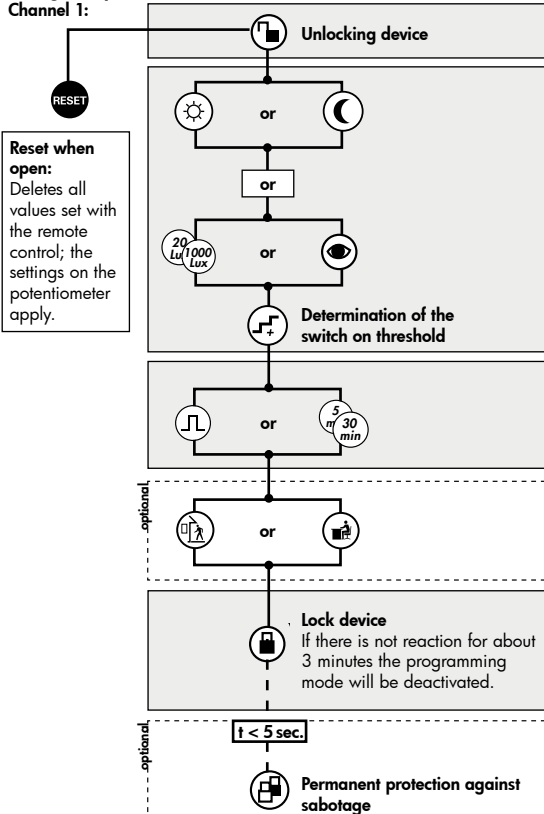 Channel 1:
Unlocking device
RESET
or
Reset when
open:
Deletes all
values set with
the remote
control; the
settings on the
potentiometer
apply.
or
20
Lu
1000
Lux
or
Determination of the
switch on threshold
or
5
m
30
min
optional
or
Lock device
If there is not reaction for about
3 minutes the programming
mode will be deactivated.
optional
t < 5 sec.
Permanent protection against
sabotage